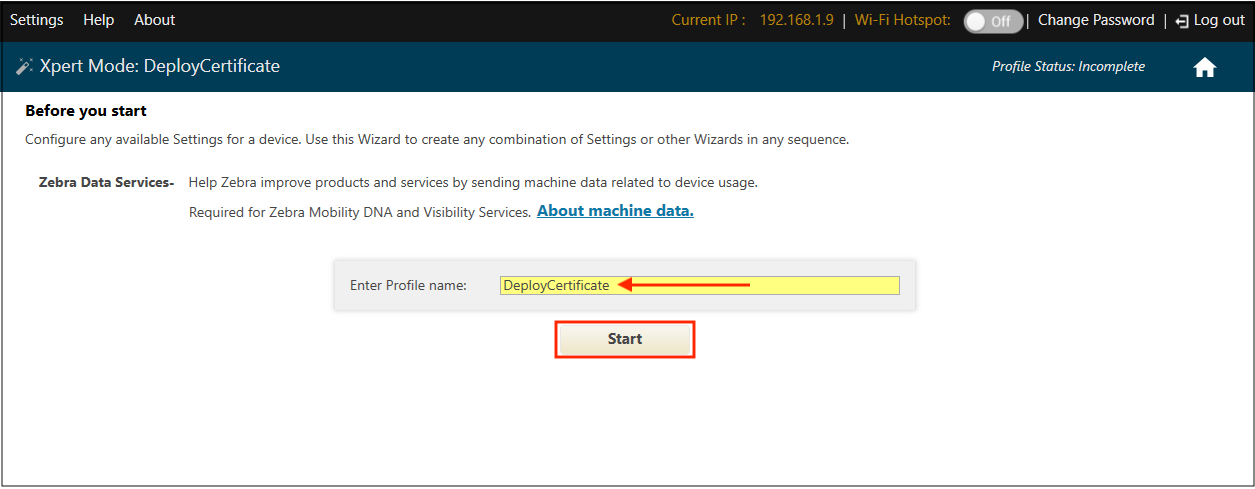 Settings Help About Current IP : 192.168.1.9 | Wi-Fi Hotspot: Off | Change Password | Log out
Xpert Mode: DeployCertificate Profile Status: Incomplete
Before you start
Configure any available Settings for a device. Use this Wizard to create any combination of Settings or other Wizards in any sequence.
Zebra Data Services- Help Zebra improve products and services by sending machine data related to device usage.
Required for Zebra Mobility DNA and Visibility Services. About machine data.
Enter Profile name: DeployCertificate
Start